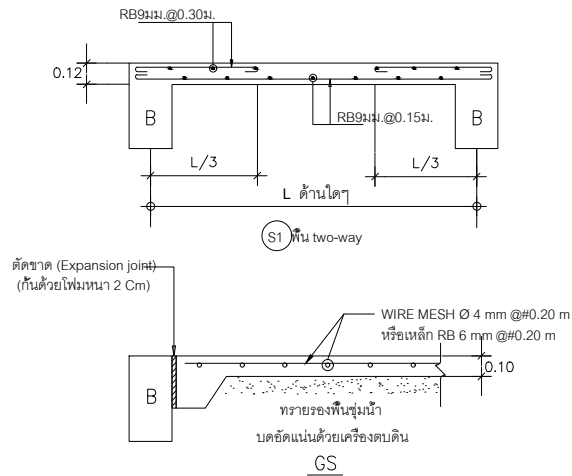 RB9มม.@0.30ม.
0.12
B
B
RB9มม.@0.15ม.
L/3
L/3
L ด้านใดๆ
S1 พื้น two-way
ตัดขาด (Expansion joint)
(กั้นด้วยโฟมหนา 2 Cm)
WIRE MESH Ø 4 mm @#0.20 m
หรือเหล็ก RB 6 mm @#0.20 m
0.10
B
ทรายรองพื้นชุ่มน้ำ
บดอัดแน่นด้วยเครื่องตบดิน
GS